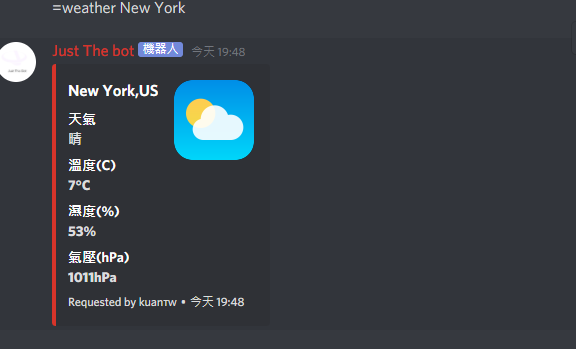 =weather New York
Just The bot 機器人 今天 19:48
New York,US
天氣
晴
溫度(C)
7°C
濕度(%)
53%
氣壓(hPa)
1011hPa
Requested by kuanтw • 今天 19:48